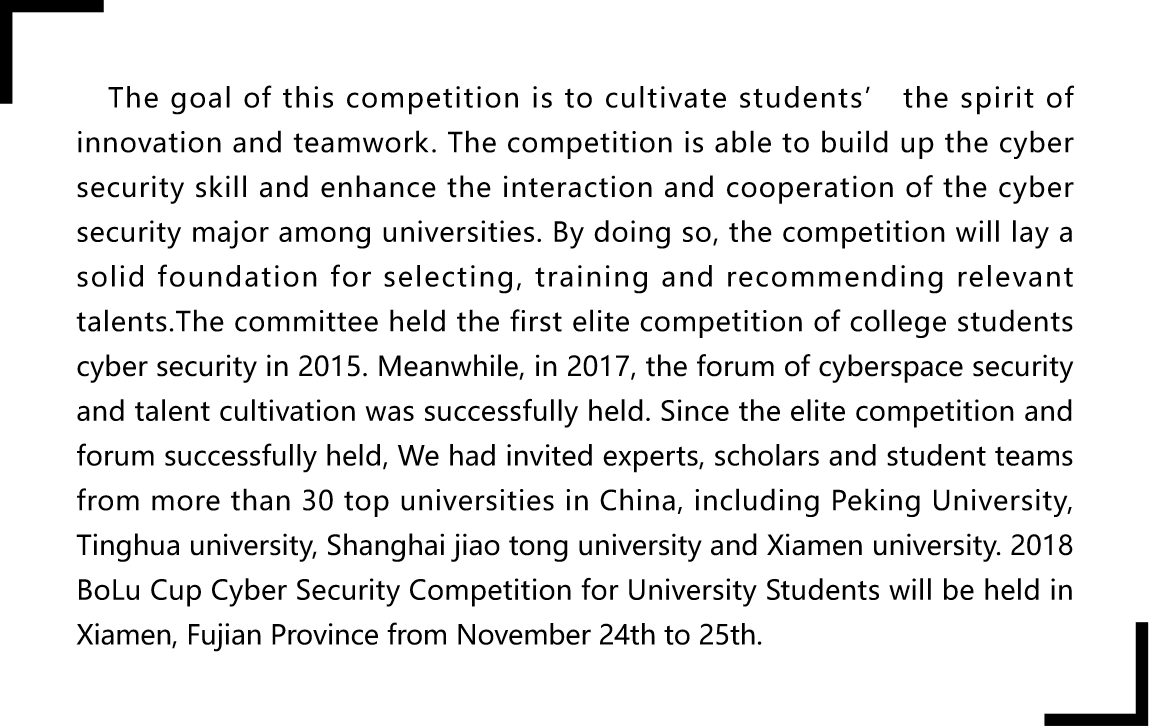 The goal of this competition is to cultivate students’ the spirit of
innovation and teamwork. The competition is able to build up the cyber
security skill and enhance the interaction and cooperation of the cyber
security major among universities. By doing so, the competition will lay a
solid foundation for selecting, training and recommending relevant
talents.The committee held the first elite competition of college students
cyber security in 2015. Meanwhile, in 2017, the forum of cyberspace security
and talent cultivation was successfully held. Since the elite competition and
forum successfully held, We had invited experts, scholars and student teams
from more than 30 top universities in China, including Peking University,
Tinghua university, Shanghai jiao tong university and Xiamen university. 2018
BoLu Cup Cyber Security Competition for University Students will be held in
Xiamen, Fujian Province from November 24th to 25th.